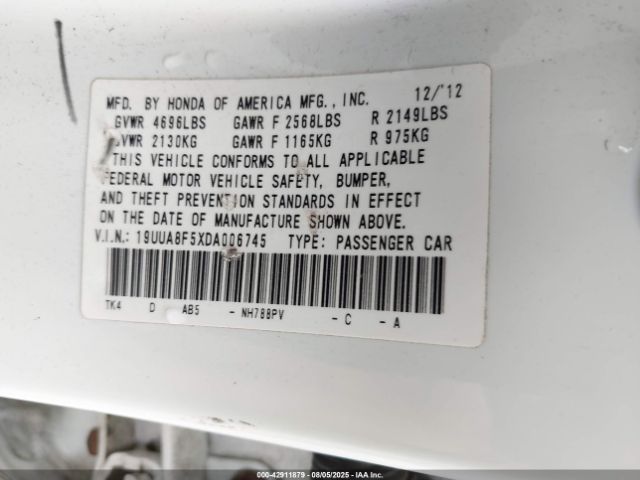 MFD. BY HONDA OF AMERICA MFG., INC. 12/'12
GVWR 4696LBS GAWR F 2568LBS R 2149LBS
GVWR 2130KG GAWR F 1165KG R 975KG
THIS VEHICLE CONFORMS TO ALL APPLICABLE
FEDERAL MOTOR VEHICLE SAFETY, BUMPER,
AND THEFT PREVENTION STANDARDS IN EFFECT
ON THE DATE OF MANUFACTURE SHOWN ABOVE.
V.I.N.: 19UUA8F5XDA006745 TYPE: PASSENGER CAR
TK4 D AB5 - NH788PV - C - A
000-42911879 - 08/05/2025 - IAA Inc. - Copyright